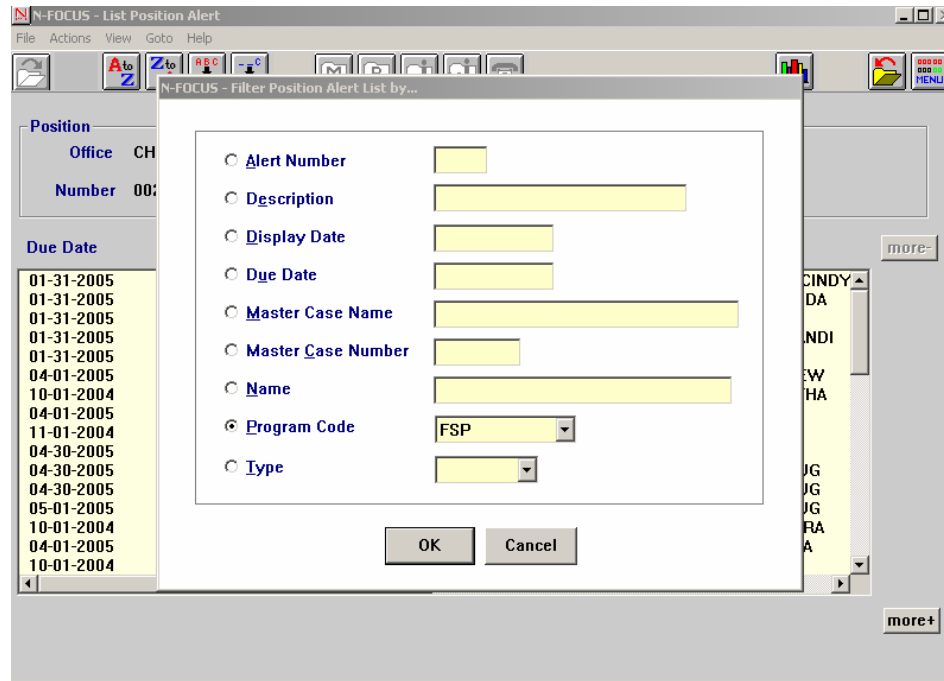 N-FOCUS - List Position Alert
File Actions View Goto Help
A to Z Z to ABC --C MENU
N-FOCUS - Filter Position Alert List by...
Position
Office CH
Number 002
Alert Number
Description
Display Date
Due Date
Master Case Name
Master Case Number
Name
Program Code FSP
Type
OK Cancel
Due Date more-
01-31-2005 CINDY
01-31-2005 DA
01-31-2005
01-31-2005 NDI
01-31-2005
04-01-2005 EW
10-01-2004 HA
04-01-2005
11-01-2004
04-30-2005
04-30-2005 UG
04-30-2005 UG
05-01-2005 UG
10-01-2004 RA
04-01-2005 A
10-01-2004
more+